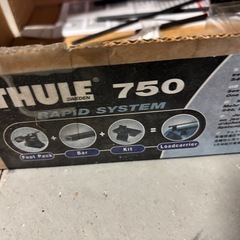 THULE 750
SWEDEN
RAPID SYSTEM
+ + =
Foot Pack Bar Kit Loadcarrier